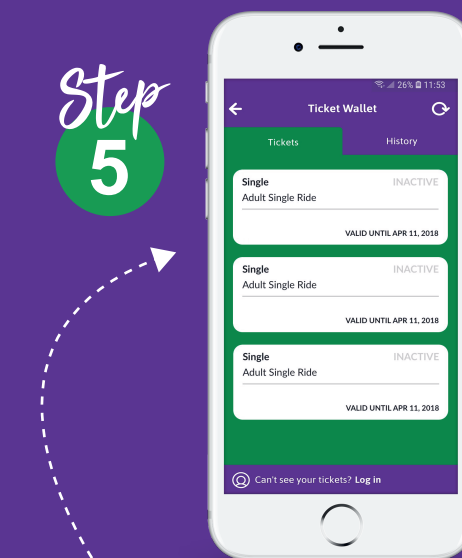 Step
5
26% 11:53
Ticket Wallet
Tickets History
Single INACTIVE
Adult Single Ride
VALID UNTIL APR 11, 2018
Single INACTIVE
Adult Single Ride
VALID UNTIL APR 11, 2018
Single INACTIVE
Adult Single Ride
VALID UNTIL APR 11, 2018
Can't see your tickets? Log in